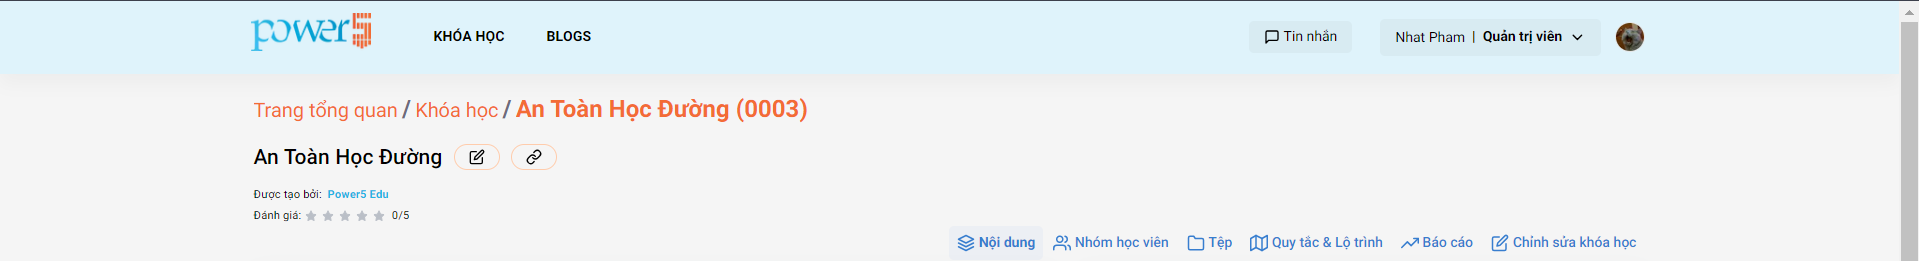 power5
KHÓA HỌC
BLOGS
Tin nhắn
Nhat Pham | Quản trị viên
Trang tổng quan / Khóa học / An Toàn Học Đường (0003)
An Toàn Học Đường
Được tạo bởi: Power5 Edu
Đánh giá: 0/5
Nội dung
Nhóm học viên
Tệp
Quy tắc & Lộ trình
Báo cáo
Chỉnh sửa khóa học